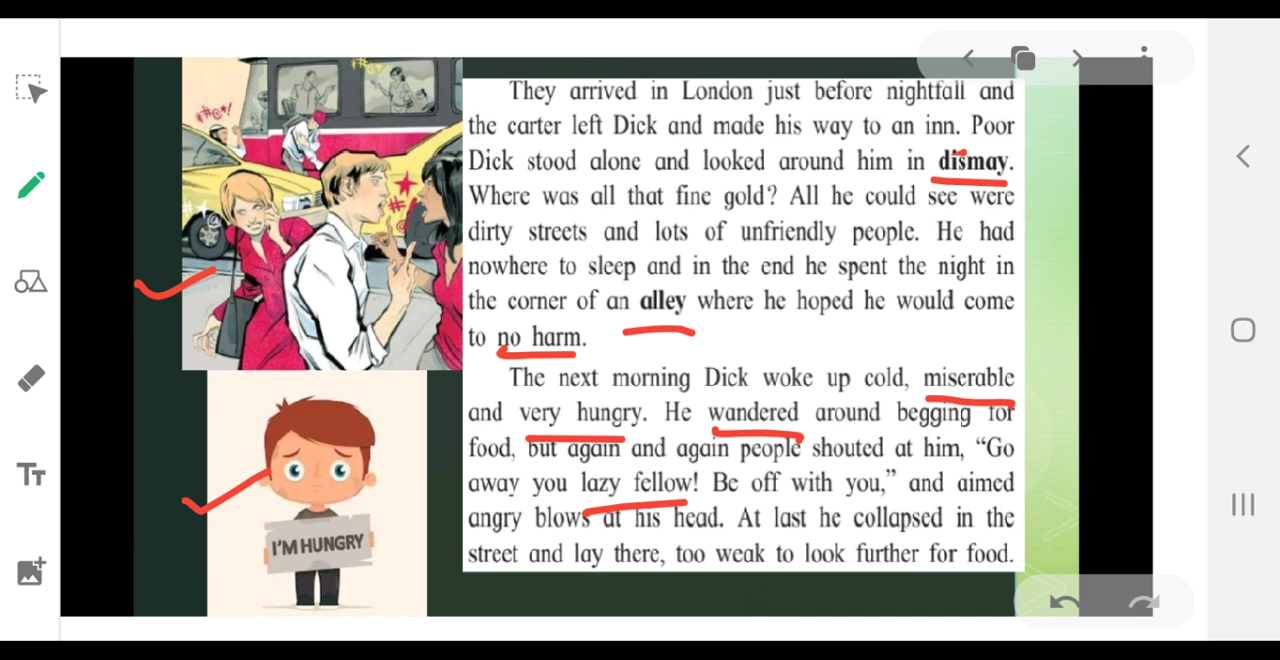 They arrived in London just before nightfall and
the carter left Dick and made his way to an inn. Poor
Dick stood alone and looked around him in dismay.
Where was all that fine gold? All he could see were
dirty streets and lots of unfriendly people. He had
nowhere to sleep and in the end he spent the night in
the corner of an alley where he hoped he would come
to no harm.
The next morning Dick woke up cold, miserable
and very hungry. He wandered around begging for
food, but again and again people shouted at him, “Go
away you lazy fellow! Be off with you,” and aimed
angry blows at his head. At last he collapsed in the
street and lay there, too weak to look further for food.
#@*/
I'M HUNGRY
TT